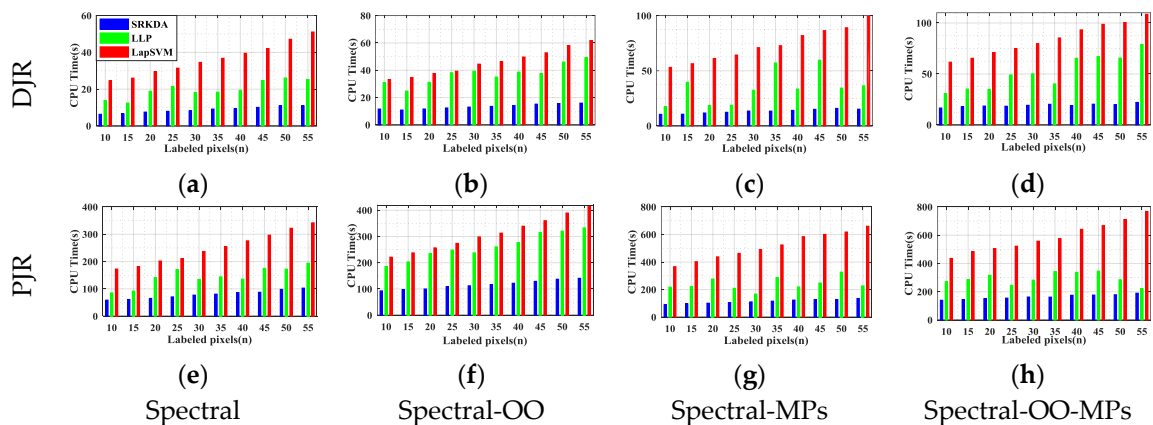 DJR
CPU Time(s)
60
40
20
0
SRKDA
LLP
LapSVM
10 15 20 25 30 35 40 45 50 55
Labeled pixels(n)
(a)
CPU Time(s)
80
60
40
20
0
10 15 20 25 30 35 40 45 50 55
Labeled pixels(n)
(b)
CPU Time(s)
100
75
50
25
0
10 15 20 25 30 35 40 45 50 55
Labeled pixels(n)
(c)
CPU Time(s)
100
50
0
10 15 20 25 30 35 40 45 50 55
Labeled pixels(n)
(d)
PJR
CPU Time(s)
400
300
200
100
0
10 15 20 25 30 35 40 45 50 55
Labeled pixels(n)
(e)
CPU Time(s)
400
300
200
100
0
10 15 20 25 30 35 40 45 50 55
Labeled pixels(n)
(f)
CPU Time(s)
800
600
400
200
0
10 15 20 25 30 35 40 45 50 55
Labeled pixels(n)
(g)
CPU Time(s)
800
600
400
200
0
10 15 20 25 30 35 40 45 50 55
Labeled pixels(n)
(h)
Spectral
Spectral-OO
Spectral-MPs
Spectral-OO-MPs